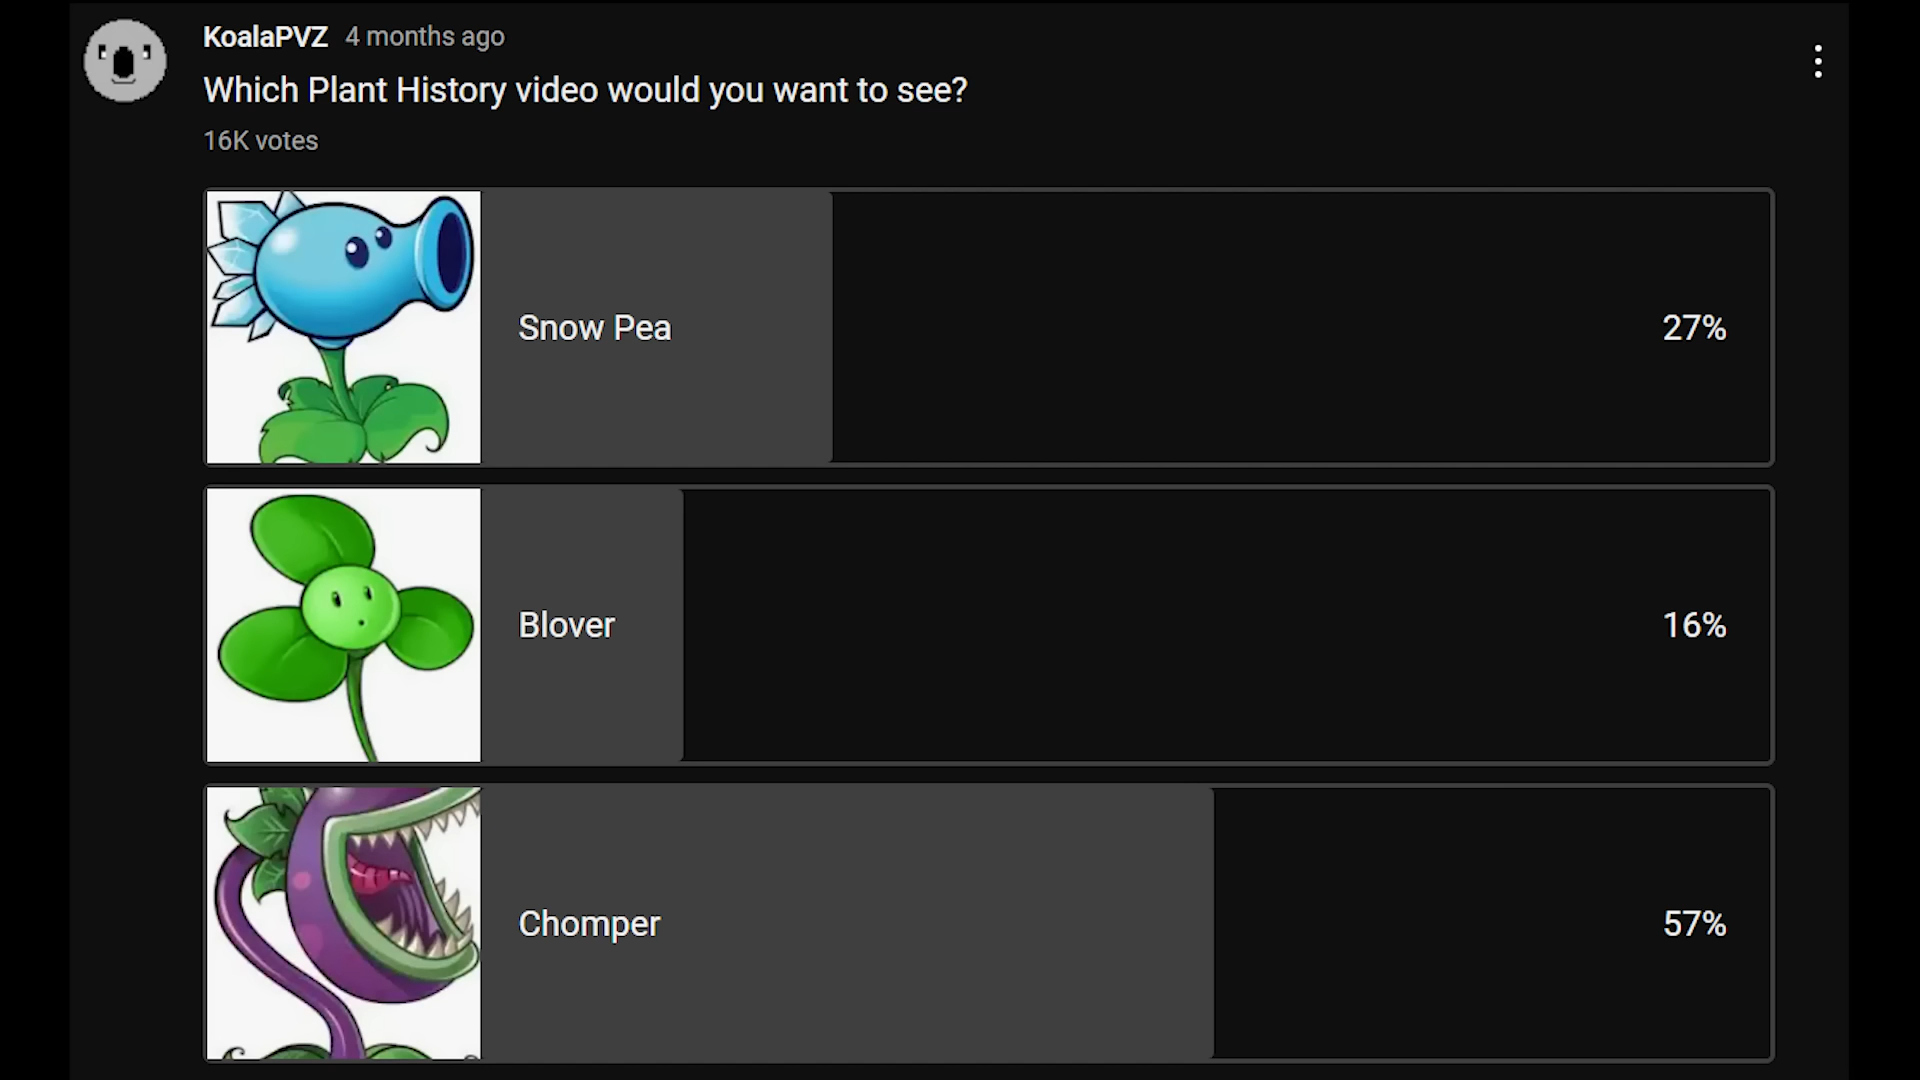 KoalaPVZ 4 months ago
Which Plant History video would you want to see?
16K votes
Snow Pea 27%
Blover 16%
Chomper 57%